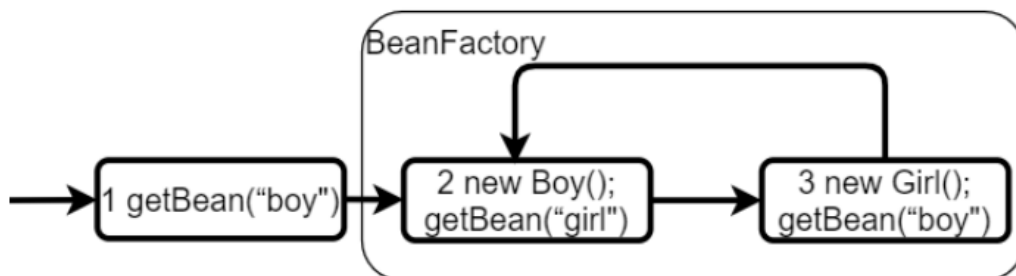 BeanFactory
1 getBean(“boy")
2 new Boy();
getBean(“girl")
3 new Girl();
getBean(“boy")